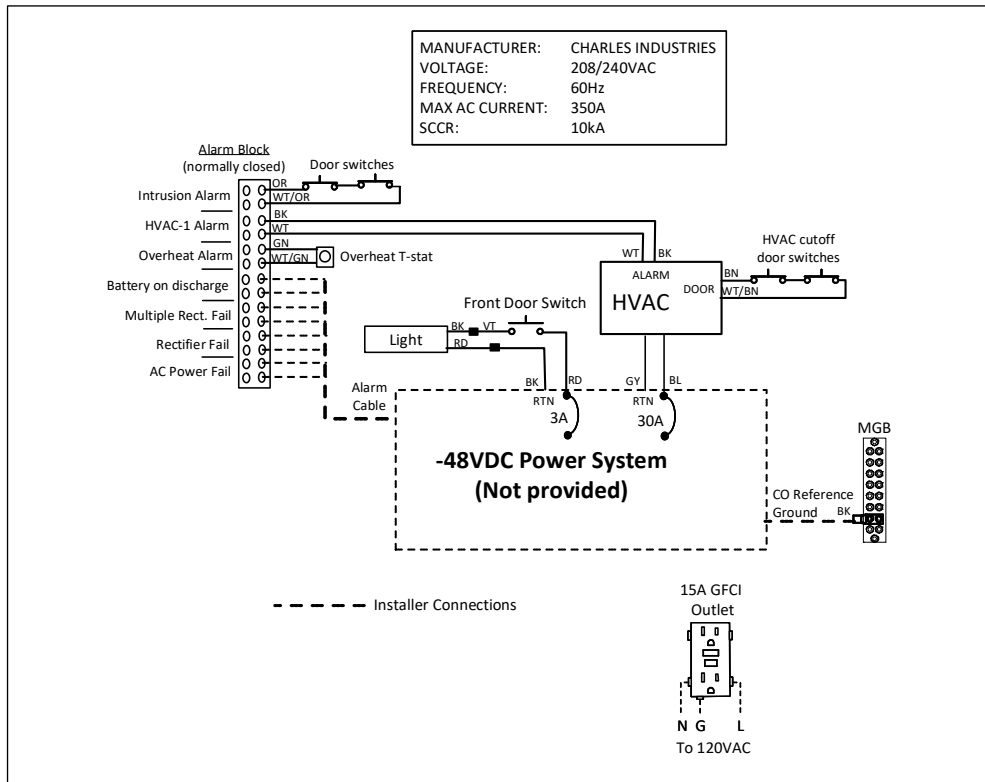 MANUFACTURER: CHARLES INDUSTRIES
VOLTAGE: 208/240VAC
FREQUENCY: 60Hz
MAX AC CURRENT: 350A
SCCR: 10kA
Alarm Block
(normally closed)
Door switches
OR
Intrusion Alarm
WT/OR
BK
HVAC-1 Alarm
WT
GN
Overheat Alarm
WT/GN
Overheat T-stat
Battery on discharge
Multiple Rect. Fail
Rectifier Fail
AC Power Fail
Alarm
Cable
WT BK
ALARM
HVAC
DOOR
BN
WT/BN
HVAC cutoff
door switches
Front Door Switch
Light
BK VT
RD
BK RD
RTN
3A
GY BL
RTN
30A
-48VDC Power System
(Not provided)
CO Reference
Ground BK
MGB
Installer Connections
15A GFCI
Outlet
N G L
To 120VAC